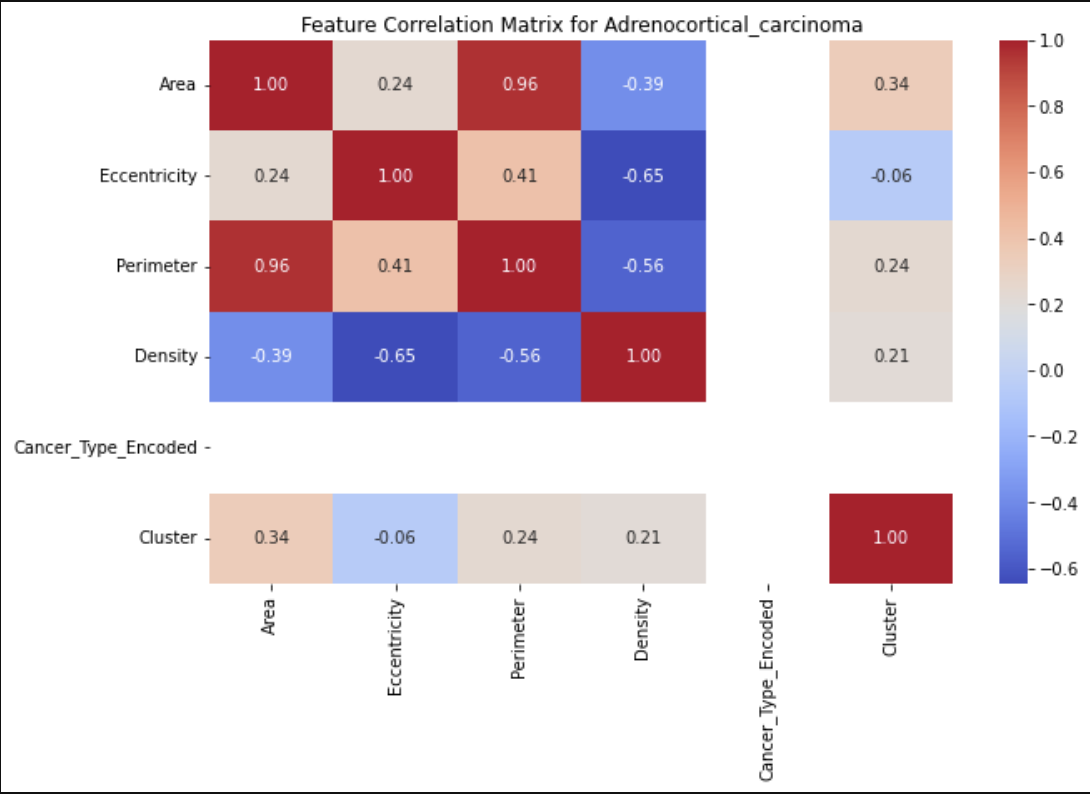 Feature Correlation Matrix for Adrenocortical_carcinoma
Area 1.00 0.24 0.96 -0.39 0.34
Eccentricity 0.24 1.00 0.41 -0.65 -0.06
Perimeter 0.96 0.41 1.00 -0.56 0.24
Density -0.39 -0.65 -0.56 1.00 0.21
Cancer_Type_Encoded
Cluster 0.34 -0.06 0.24 0.21 1.00
Area
Eccentricity
Perimeter
Density
Cancer_Type_Encoded
Cluster
1.0
0.8
0.6
0.4
0.2
0.0
−0.2
−0.4
−0.6